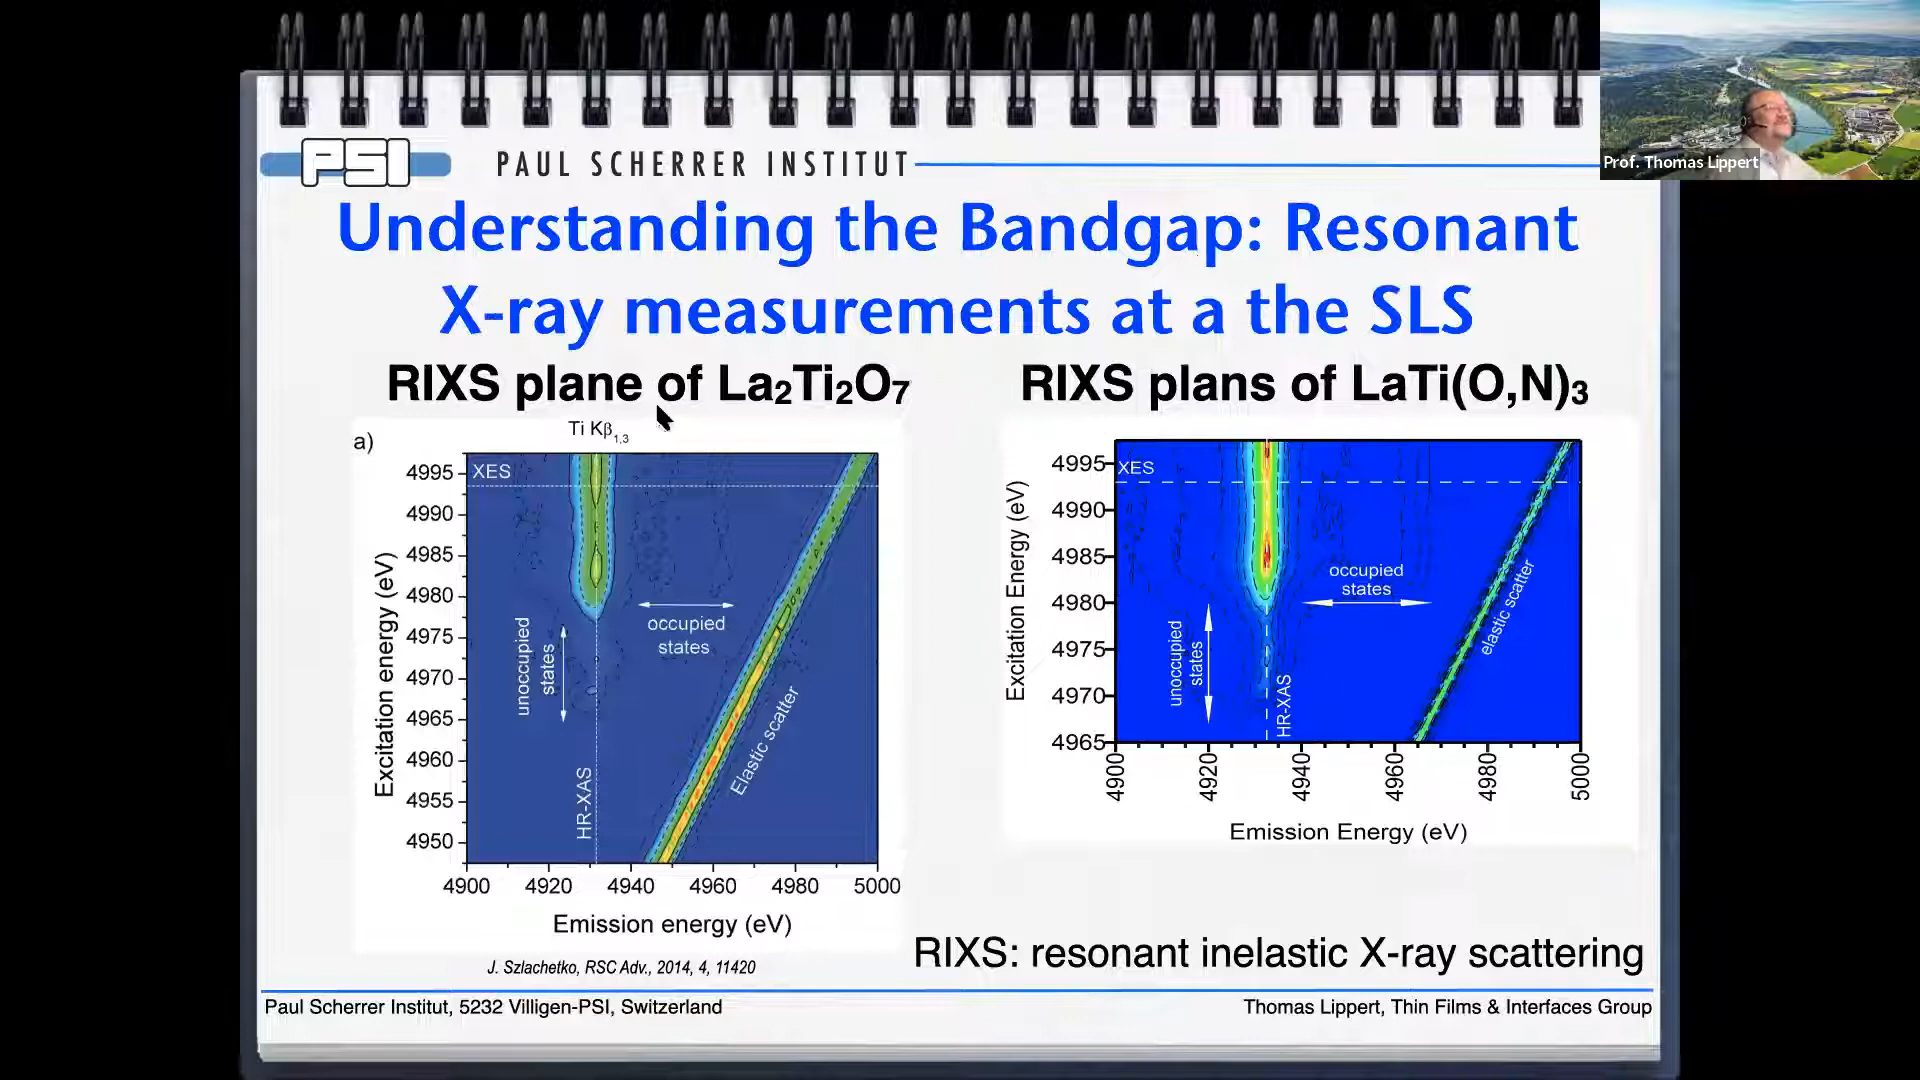 Prof. Thomas Lippert
PSI
PAUL SCHERRER INSTITUT
Understanding the Bandgap: Resonant
X-ray measurements at a the SLS
RIXS plane of La₂Ti₂O₇
RIXS plans of LaTi(O,N)₃
a)
Ti Kβ₁,₃
XES
4995
4990
4985
4980
4975
4970
4965
4960
4955
4950
Excitation energy (eV)
unoccupied
states
occupied
states
HR-XAS
Elastic scatter
4900 4920 4940 4960 4980 5000
Emission energy (eV)
XES
4995
4990
4985
4980
4975
4970
4965
Excitation Energy (eV)
unoccupied
states
occupied
states
HR-XAS
elastic scatter
4900 4920 4940 4960 4980 5000
Emission Energy (eV)
RIXS: resonant inelastic X-ray scattering
J. Szlachetko, RSC Adv., 2014, 4, 11420
Paul Scherrer Institut, 5232 Villigen-PSI, Switzerland
Thomas Lippert, Thin Films & Interfaces Group